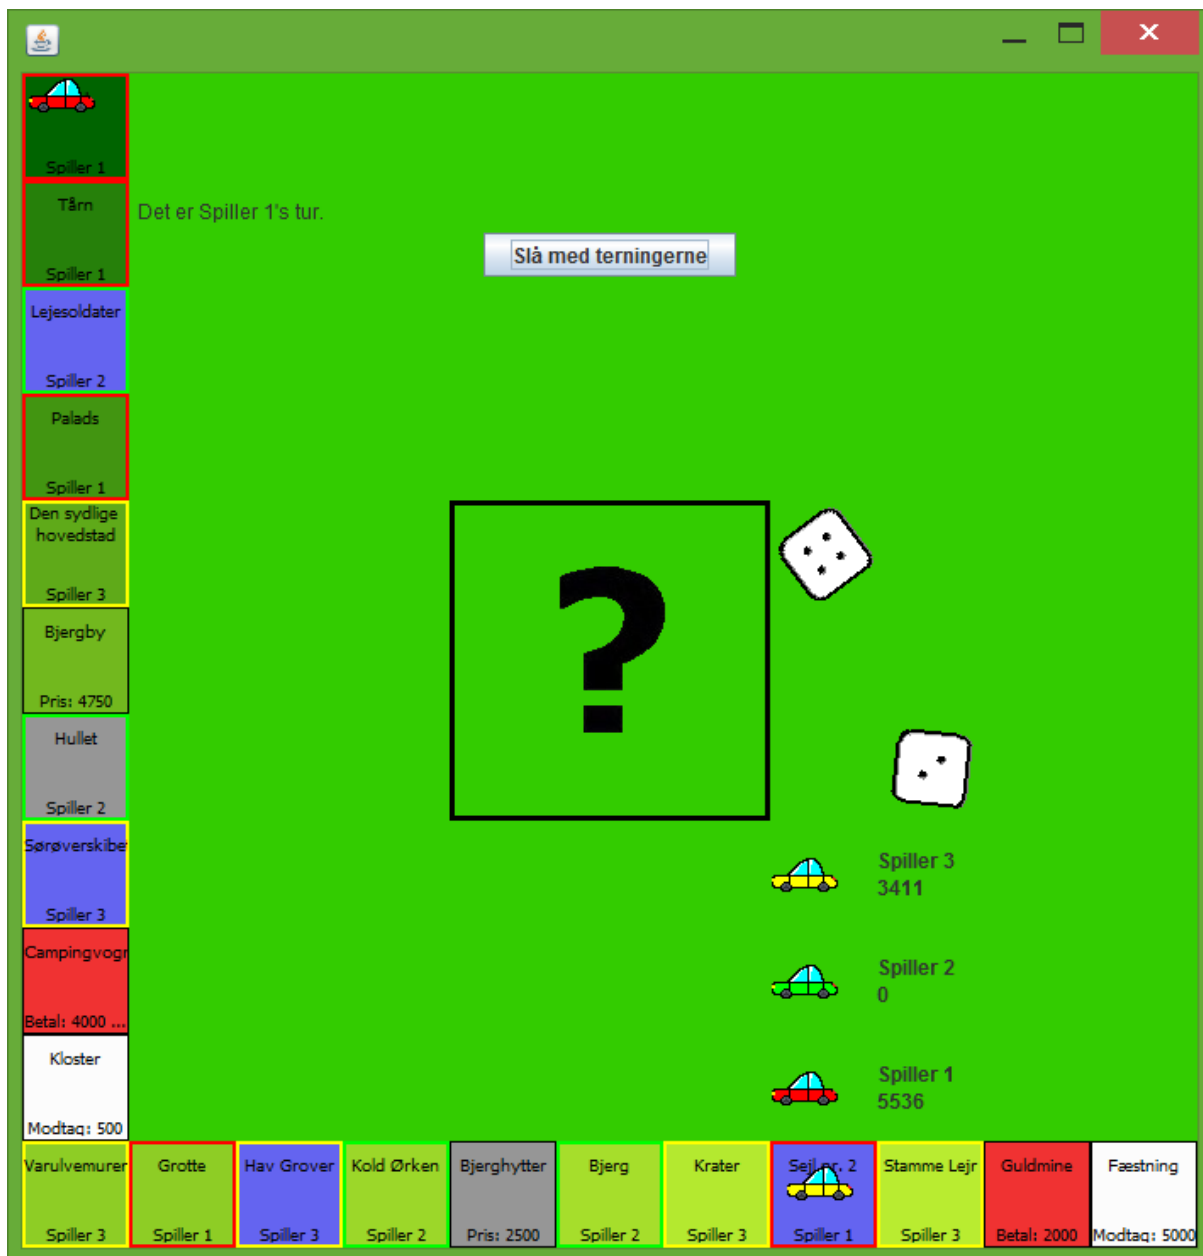 Spiller 1
Tårn
Spiller 1
Det er Spiller 1's tur.
Slå med terningerne
Lejesoldater
Spiller 2
Palads
Spiller 1
Den sydlige
hovedstad
Spiller 3
Bjergby
Pris: 4750
?
Hullet
Spiller 2
Sørøverskibe
Spiller 3
Campingvogr
Betal: 4000 ...
Kloster
Modtag: 500
Spiller 3
3411
Spiller 2
0
Spiller 1
5536
Varulvemurer
Spiller 3
Grotte
Spiller 1
Hav Grover
Spiller 3
Kold Ørken
Spiller 2
Bjerghytter
Pris: 2500
Bjerg
Spiller 2
Krater
Spiller 3
Sejl nr. 2
Spiller 1
Stamme Lejr
Spiller 3
Guldmine
Betal: 2000
Fæstning
Modtag: 5000